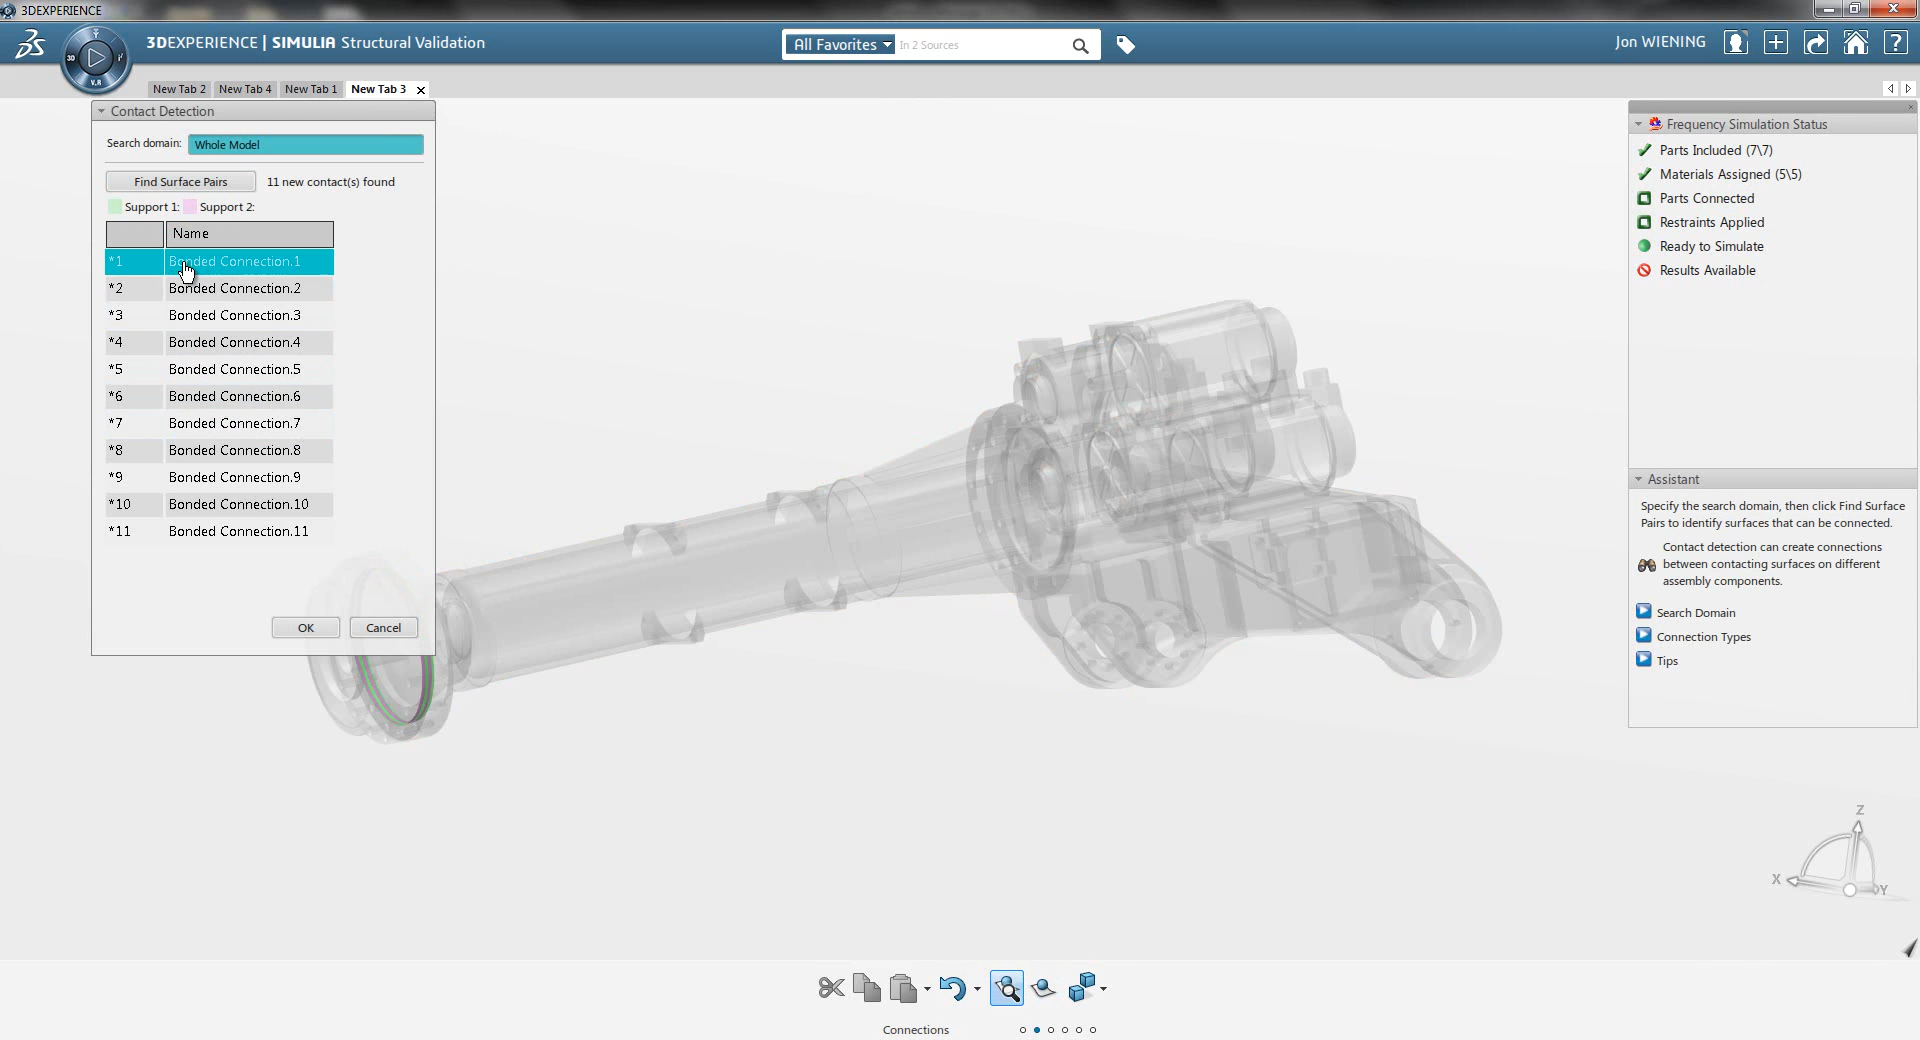 3DEXPERIENCE
3DEXPERIENCE | SIMULIA Structural Validation
All Favorites In 2 Sources
Jon WIENING
3D
V.R
New Tab 2 New Tab 4 New Tab 1 New Tab 3
Contact Detection
Search domain: Whole Model
Find Surface Pairs 11 new contact(s) found
Support 1: Support 2:
Name
*1 Bonded Connection.1
*2 Bonded Connection.2
*3 Bonded Connection.3
*4 Bonded Connection.4
*5 Bonded Connection.5
*6 Bonded Connection.6
*7 Bonded Connection.7
*8 Bonded Connection.8
*9 Bonded Connection.9
*10 Bonded Connection.10
*11 Bonded Connection.11
OK Cancel
Frequency Simulation Status
Parts Included (7\7)
Materials Assigned (5\5)
Parts Connected
Restraints Applied
Ready to Simulate
Results Available
Assistant
Specify the search domain, then click Find Surface
Pairs to identify surfaces that can be connected.
Contact detection can create connections
between contacting surfaces on different
assembly components.
Search Domain
Connection Types
Tips
Z
X
Y
Connections